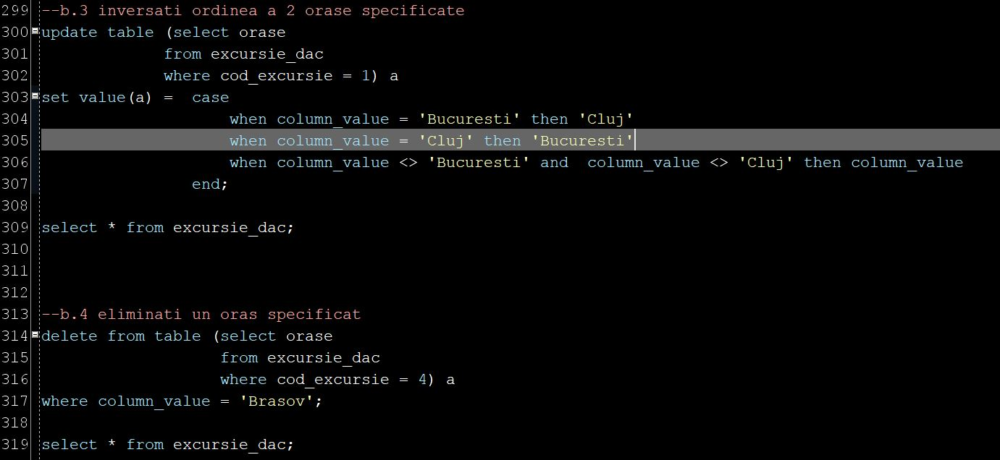 299 --b.3 inversati ordinea a 2 orase specificate
300 update table (select orase
301              from excursie_dac
302              where cod_excursie = 1) a
303 set value(a) =  case
304                     when column_value = 'Bucuresti' then 'Cluj'
305                     when column_value = 'Cluj' then 'Bucuresti'
306                     when column_value <> 'Bucuresti' and  column_value <> 'Cluj' then column_value
307                 end;
308
309 select * from excursie_dac;
310
311
312
313 --b.4 eliminati un oras specificat
314 delete from table (select orase
315                    from excursie_dac
316                    where cod_excursie = 4) a
317 where column_value = 'Brasov';
318
319 select * from excursie_dac;